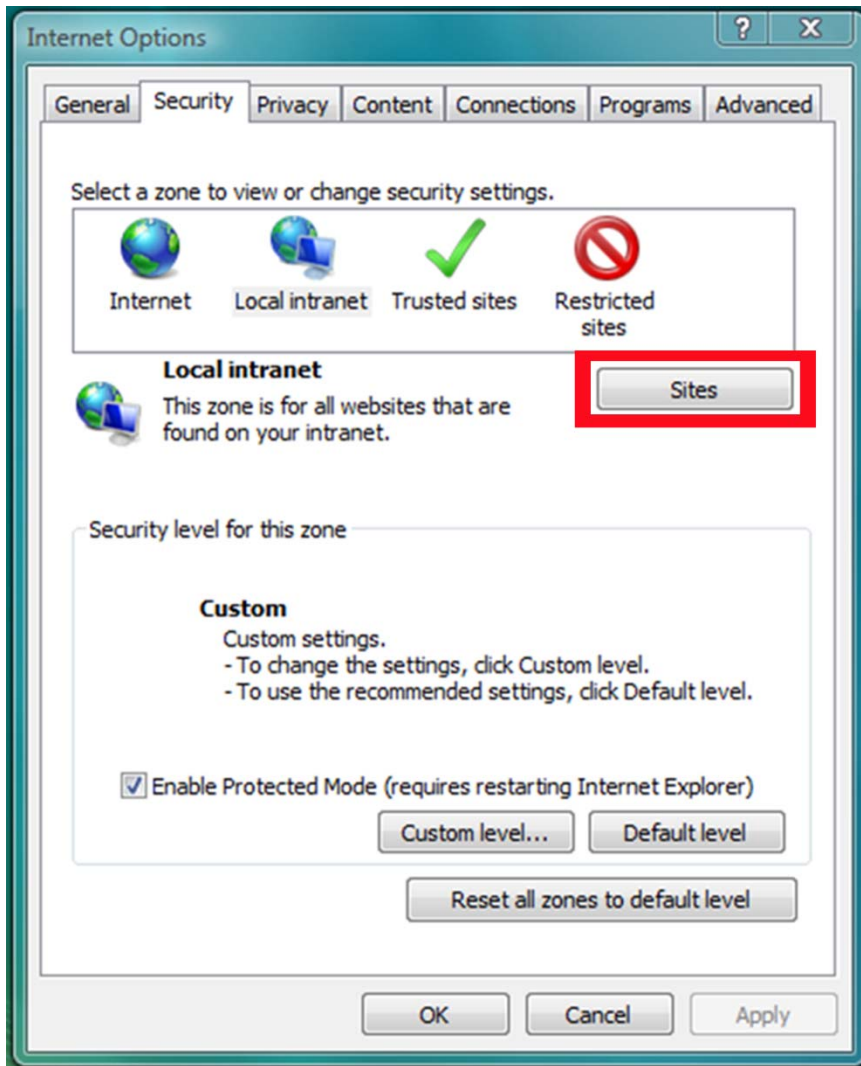 Internet Options
General Security Privacy Content Connections Programs Advanced
Select a zone to view or change security settings.
Internet Local intranet Trusted sites Restricted
sites
Local intranet
Sites
This zone is for all websites that are
found on your intranet.
Security level for this zone
Custom
Custom settings.
- To change the settings, click Custom level.
- To use the recommended settings, click Default level.
Enable Protected Mode (requires restarting Internet Explorer)
Custom level... Default level
Reset all zones to default level
OK Cancel Apply